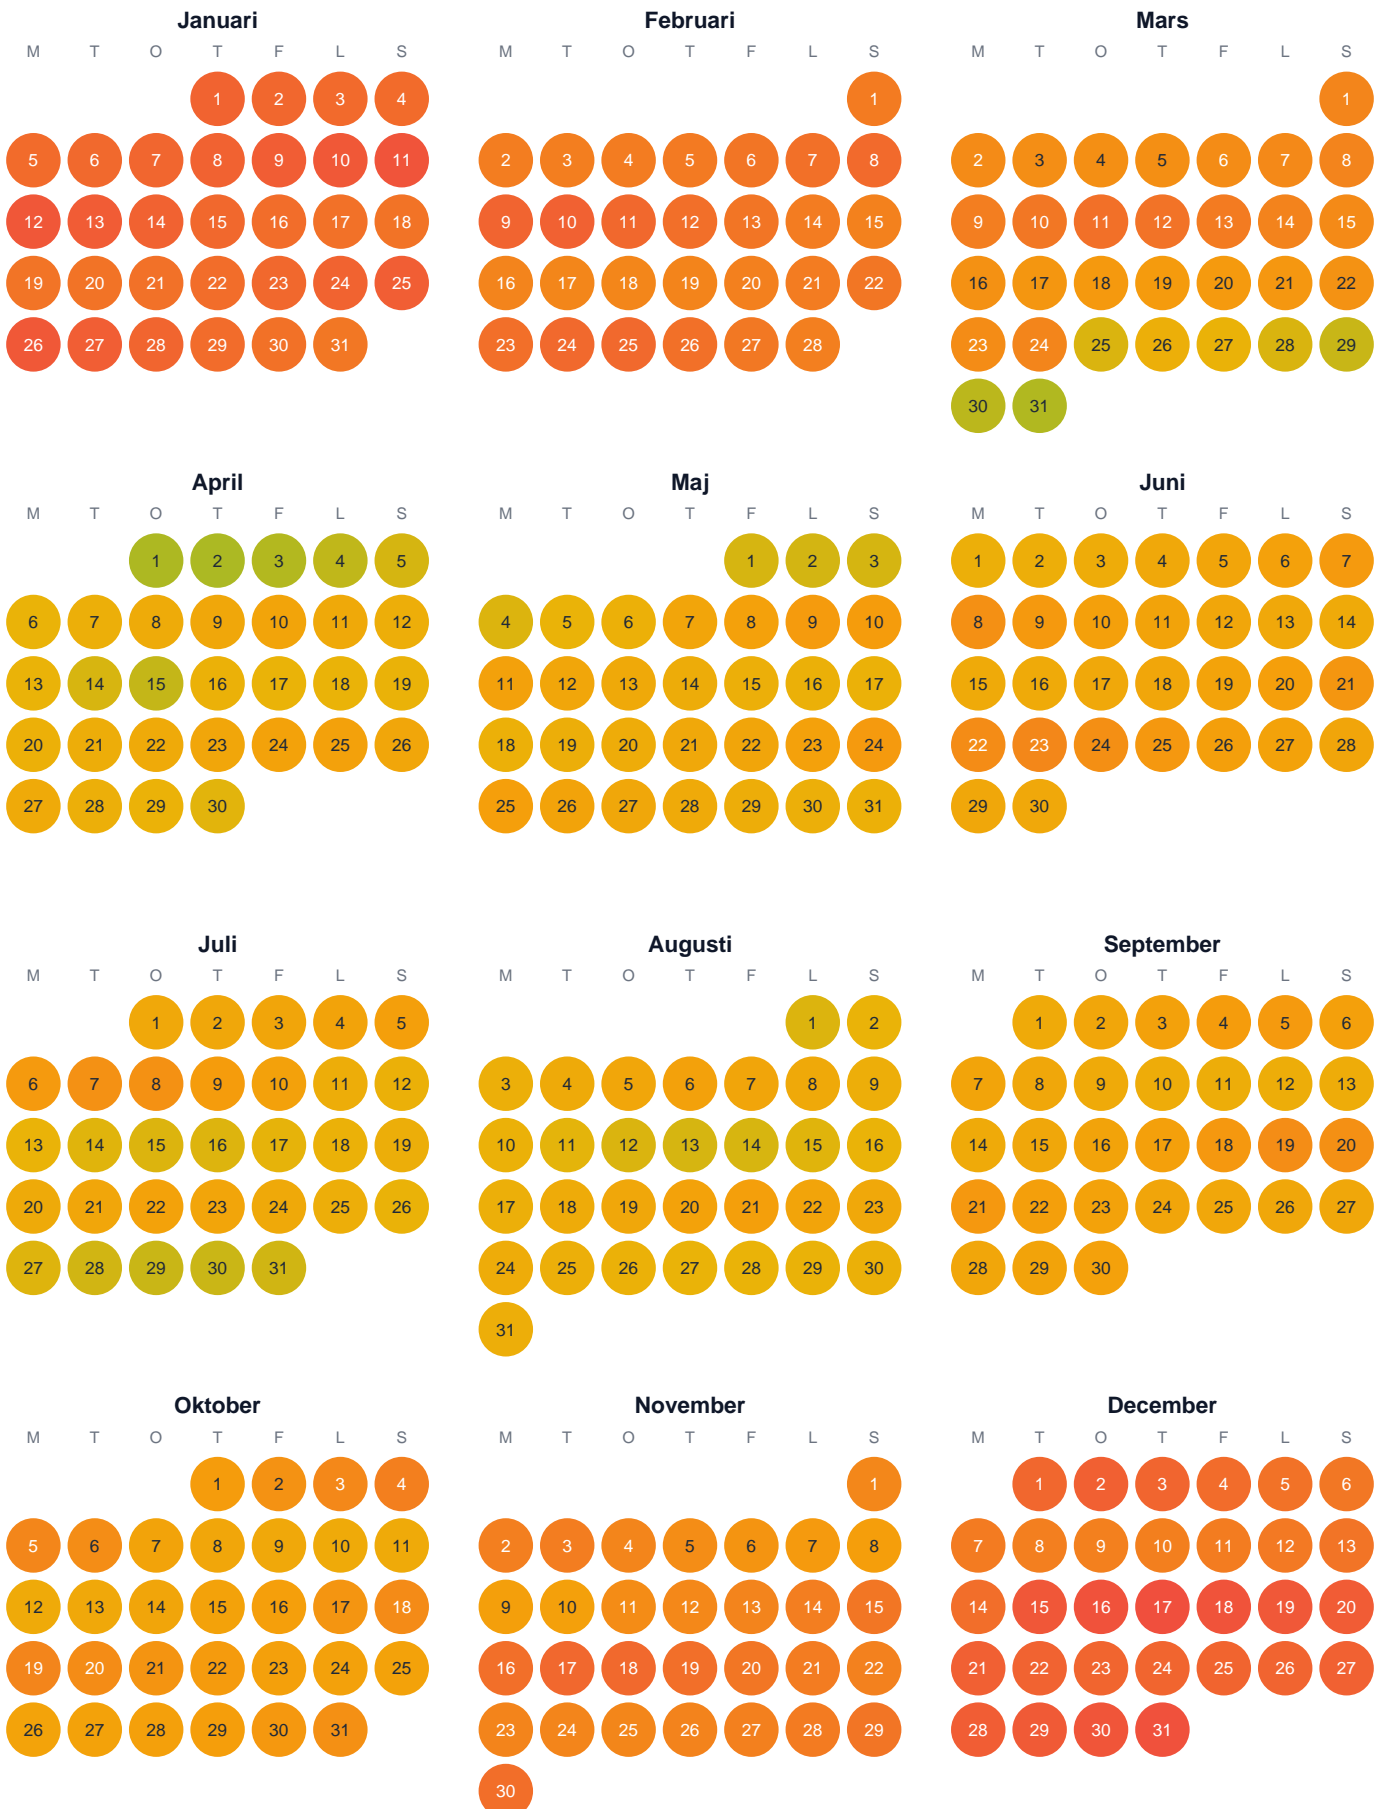 Januari Februari Mars
M T O T F L S M T O T F L S M T O T F L S
1 2 3 4 1 1
5 6 7 8 9 10 11 2 3 4 5 6 7 8 2 3 4 5 6 7 8
12 13 14 15 16 17 18 9 10 11 12 13 14 15 9 10 11 12 13 14 15
19 20 21 22 23 24 25 16 17 18 19 20 21 22 16 17 18 19 20 21 22
26 27 28 29 30 31 23 24 25 26 27 28 23 24 25 26 27 28 29
30 31
April Maj Juni
M T O T F L S M T O T F L S M T O T F L S
1 2 3 4 5 1 2 3 1 2 3 4 5 6 7
6 7 8 9 10 11 12 4 5 6 7 8 9 10 8 9 10 11 12 13 14
13 14 15 16 17 18 19 11 12 13 14 15 16 17 15 16 17 18 19 20 21
20 21 22 23 24 25 26 18 19 20 21 22 23 24 22 23 24 25 26 27 28
27 28 29 30 25 26 27 28 29 30 31 29 30
Juli Augusti September
M T O T F L S M T O T F L S M T O T F L S
1 2 3 4 5 1 2 1 2 3 4 5 6
6 7 8 9 10 11 12 3 4 5 6 7 8 9 7 8 9 10 11 12 13
13 14 15 16 17 18 19 10 11 12 13 14 15 16 14 15 16 17 18 19 20
20 21 22 23 24 25 26 17 18 19 20 21 22 23 21 22 23 24 25 26 27
27 28 29 30 31 24 25 26 27 28 29 30 28 29 30
31
Oktober November December
M T O T F L S M T O T F L S M T O T F L S
1 2 3 4 1 1 2 3 4 5 6
5 6 7 8 9 10 11 2 3 4 5 6 7 8 7 8 9 10 11 12 13
12 13 14 15 16 17 18 9 10 11 12 13 14 15 14 15 16 17 18 19 20
19 20 21 22 23 24 25 16 17 18 19 20 21 22 21 22 23 24 25 26 27
26 27 28 29 30 31 23 24 25 26 27 28 29 28 29 30 31
30